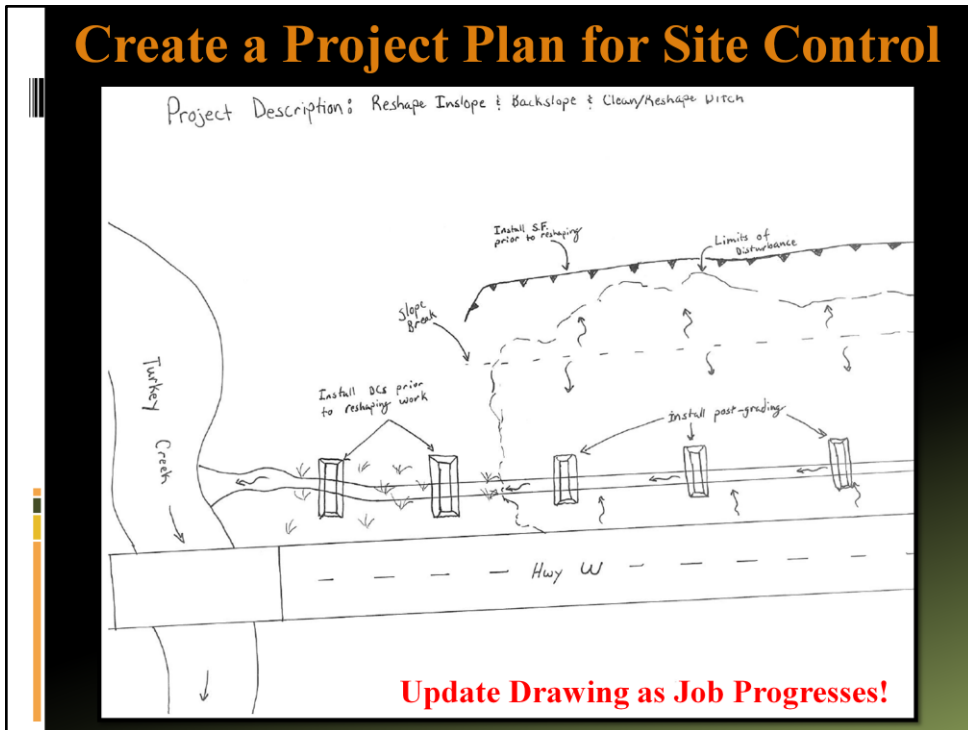 Create a Project Plan for Site Control
Project Description: Reshape Inslope & Backslope & Clean/Reshape Ditch
Install S.F.
prior to reshaping
Limits of
Disturbance
Slope
Break
Turkey
Creek
Install DCs prior
to reshaping work
Install post-grading
Hwy W
Update Drawing as Job Progresses!